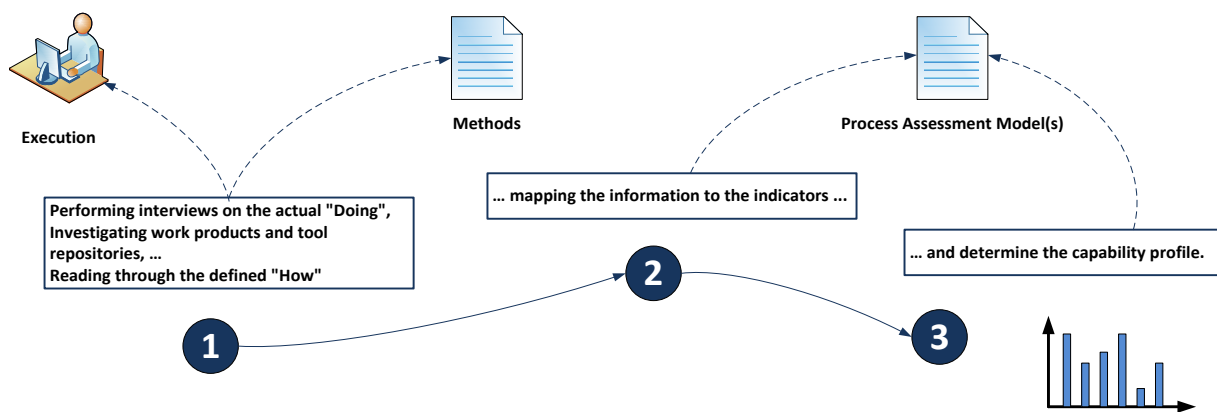 Execution
Methods
Process Assessment Model(s)
Performing interviews on the actual "Doing",
Investigating work products and tool
repositories, …
Reading through the defined "How"
… mapping the information to the indicators ...
… and determine the capability profile.
1
2
3